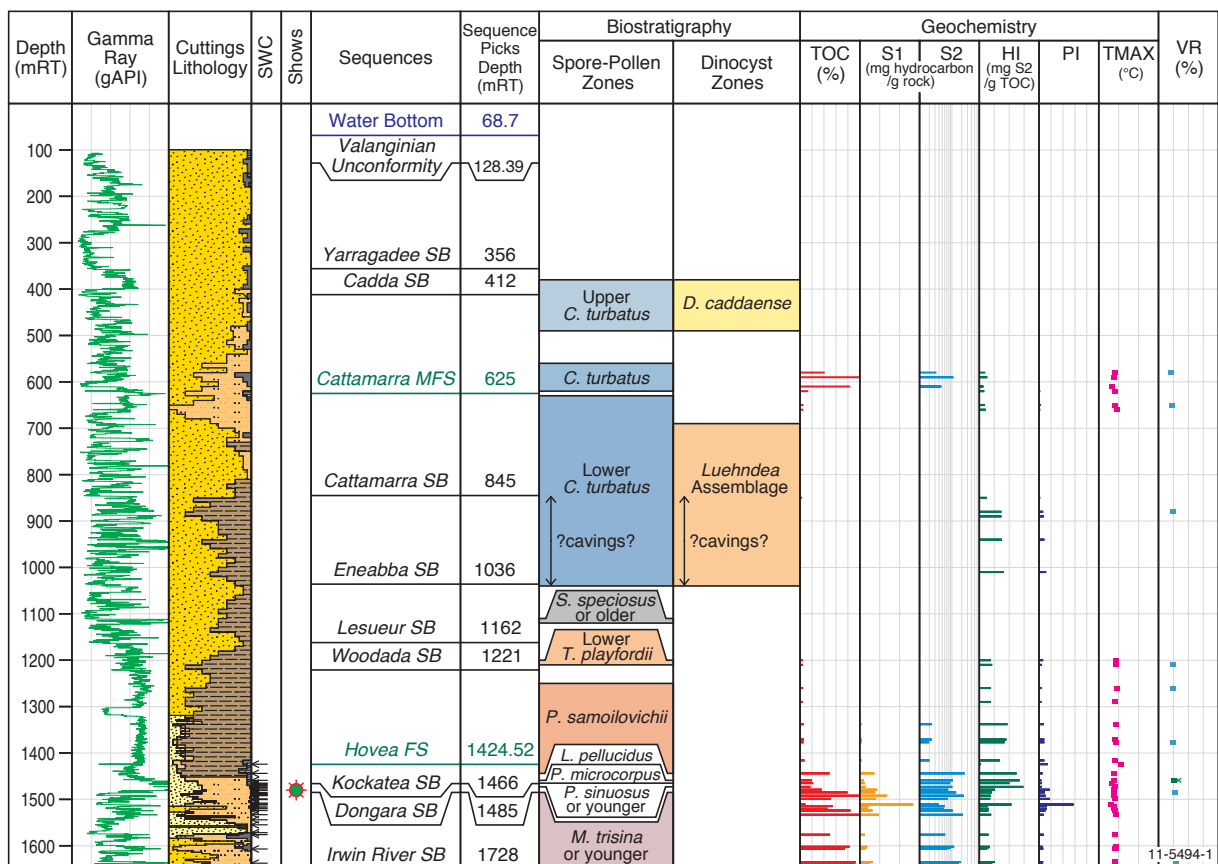 Depth
(mRT)
Gamma
Ray
(gAPI)
Cuttings
Lithology
SWC
Shows
Sequences
Sequence
Picks
Depth
(mRT)
Biostratigraphy
Spore-Pollen
Zones
Dinocyst
Zones
Geochemistry
TOC
(%)
S1 S2
(mg hydrocarbon
/g rock)
HI
(mg S2
/g TOC)
PI
TMAX
(°C)
VR
(%)
Water Bottom 68.7
100
Valanginian
Unconformity 128.39
200
Yarragadee SB 356
300
Cadda SB 412
400
Upper
C. turbatus
D. caddaense
500
Cattamarra MFS 625
C. turbatus
600
700
Cattamarra SB 845
Lower
C. turbatus
Luehndea
Assemblage
800
900
?cavings? ?cavings?
1000
Eneabba SB 1036
S. speciosus
or older
1100
Lesueur SB 1162
Lower
T. playfordii
1200
Woodada SB 1221
1300
P. samoilovichii
1400
Hovea FS 1424.52
L. pellucidus
Kockatea SB 1466
P. microcorpus
1500
Dongara SB 1485
P. sinuosus
or younger
1600
Irwin River SB 1728
M. trisina
or younger
11-5494-1